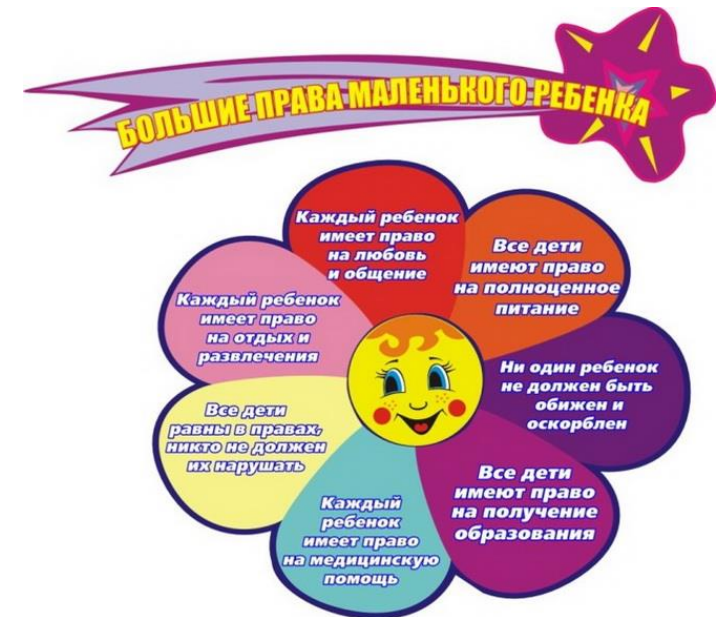 БОЛЬШИЕ ПРАВА МАЛЕНЬКОГО РЕБЕНКА
Каждый ребенок
имеет право
на любовь
и общение
Все дети
имеют право
на полноценное
питание
Ни один ребенок
не должен быть
обижен и
оскорблен
Все дети
имеют право
на получение
образования
Каждый
ребенок
имеет право
на медицинскую
помощь
Все дети
равны в правах,
никто не должен
их нарушать
Каждый ребенок
имеет право
на отдых и
развлечения